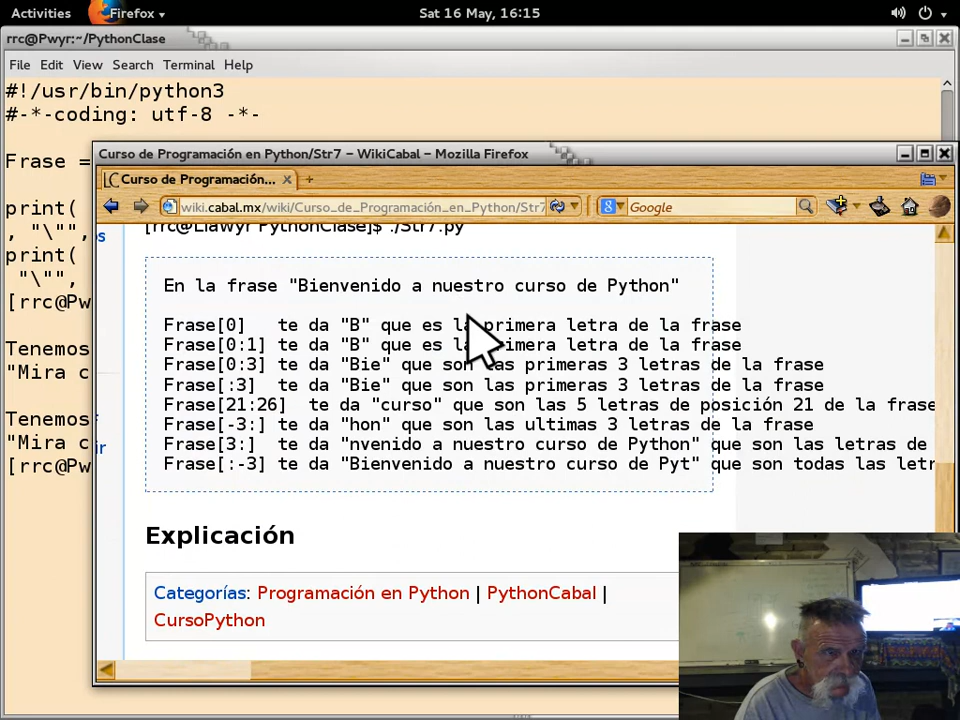 Activities Firefox Sat 16 May, 16:15
rrc@Pwyr:~/PythonClase
File Edit View Search Terminal Help
#!/usr/bin/python3
#-*-coding: utf-8 -*-
Frase =
print(
, "\"",
print(
"\"",
[rrc@Pw
Tenemos
"Mira c
Tenemos
"Mira c
[rrc@Pw
Curso de Programación en Python/Str7 – WikiCabal – Mozilla Firefox
Curso de Programación...
wiki.cabal.mx/wiki/Curso_de_Programación_en_Python/Str7
Google
[rrc@LlaWyr PythonClase]$ ./Str7.py
En la frase "Bienvenido a nuestro curso de Python"
Frase[0] te da "B" que es la primera letra de la frase
Frase[0:1] te da "B" que es la primera letra de la frase
Frase[0:3] te da "Bie" que son las primeras 3 letras de la frase
Frase[:3] te da "Bie" que son las primeras 3 letras de la frase
Frase[21:26] te da "curso" que son las 5 letras de posición 21 de la frase
Frase[-3:] te da "hon" que son las ultimas 3 letras de la frase
Frase[3:] te da "nvenido a nuestro curso de Python" que son las letras de
Frase[:-3] te da "Bienvenido a nuestro curso de Pyt" que son todas las letr
Explicación
Categorías: Programación en Python | PythonCabal |
CursoPython